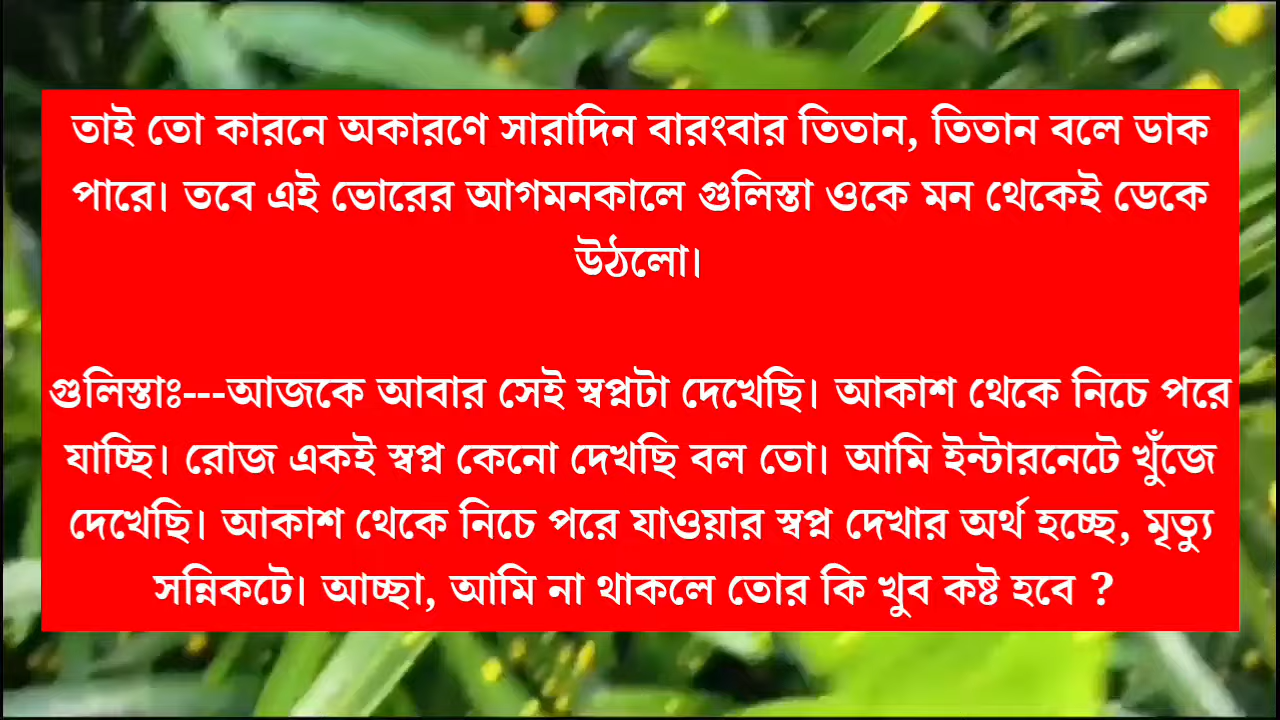 তাই তো কারনে অকারণে সারাদিন বারংবার তিতান, তিতান বলে ডাক
পারে। তবে এই ভোরের আগমনকালে গুলিস্তা ওকে মন থেকেই ডেকে
উঠলো।
গুলিস্তাঃ---আজকে আবার সেই স্বপ্নটা দেখেছি। আকাশ থেকে নিচে পরে
যাচ্ছি। রোজ একই স্বপ্ন কেনো দেখছি বল তো। আমি ইন্টারনেটে খুঁজে
দেখেছি। আকাশ থেকে নিচে পরে যাওয়ার স্বপ্ন দেখার অর্থ হচ্ছে, মৃত্যু
সন্নিকটে। আচ্ছা, আমি না থাকলে তোর কি খুব কষ্ট হবে ?